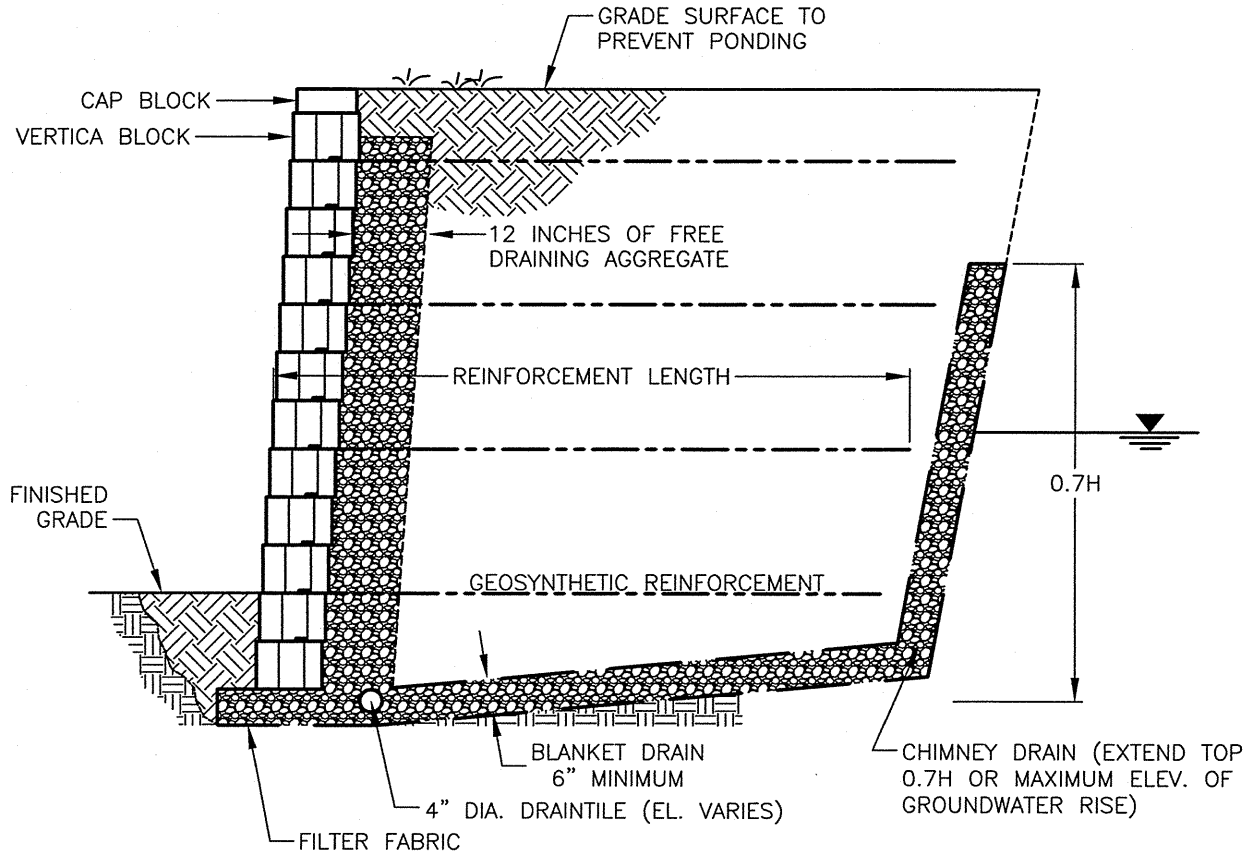 GRADE SURFACE TO
PREVENT PONDING
CAP BLOCK
VERTICA BLOCK
12 INCHES OF FREE
DRAINING AGGREGATE
REINFORCEMENT LENGTH
0.7H
FINISHED
GRADE
GEOSYNTHETIC REINFORCEMENT
BLANKET DRAIN
6" MINIMUM
4" DIA. DRAINTILE (EL. VARIES)
FILTER FABRIC
CHIMNEY DRAIN (EXTEND TOP
0.7H OR MAXIMUM ELEV. OF
GROUNDWATER RISE)